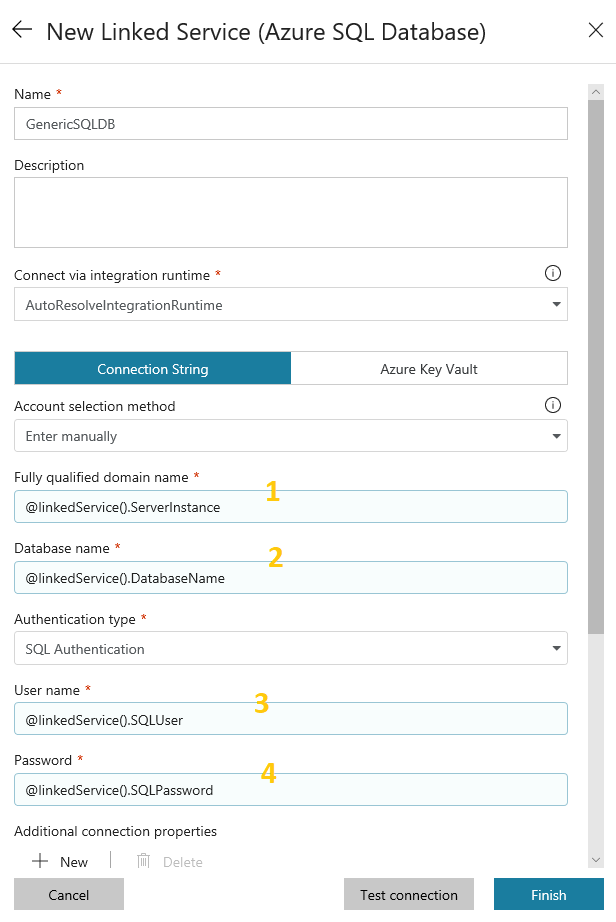 New Linked Service (Azure SQL Database)
Name *
GenericSQLDB
Description
Connect via integration runtime *
AutoResolveIntegrationRuntime
Connection String
Azure Key Vault
Account selection method
Enter manually
Fully qualified domain name *
1
@linkedService().ServerInstance
Database name *
2
@linkedService().DatabaseName
Authentication type *
SQL Authentication
User name *
3
@linkedService().SQLUser
Password *
4
@linkedService().SQLPassword
Additional connection properties
New
Delete
Cancel
Test connection
Finish